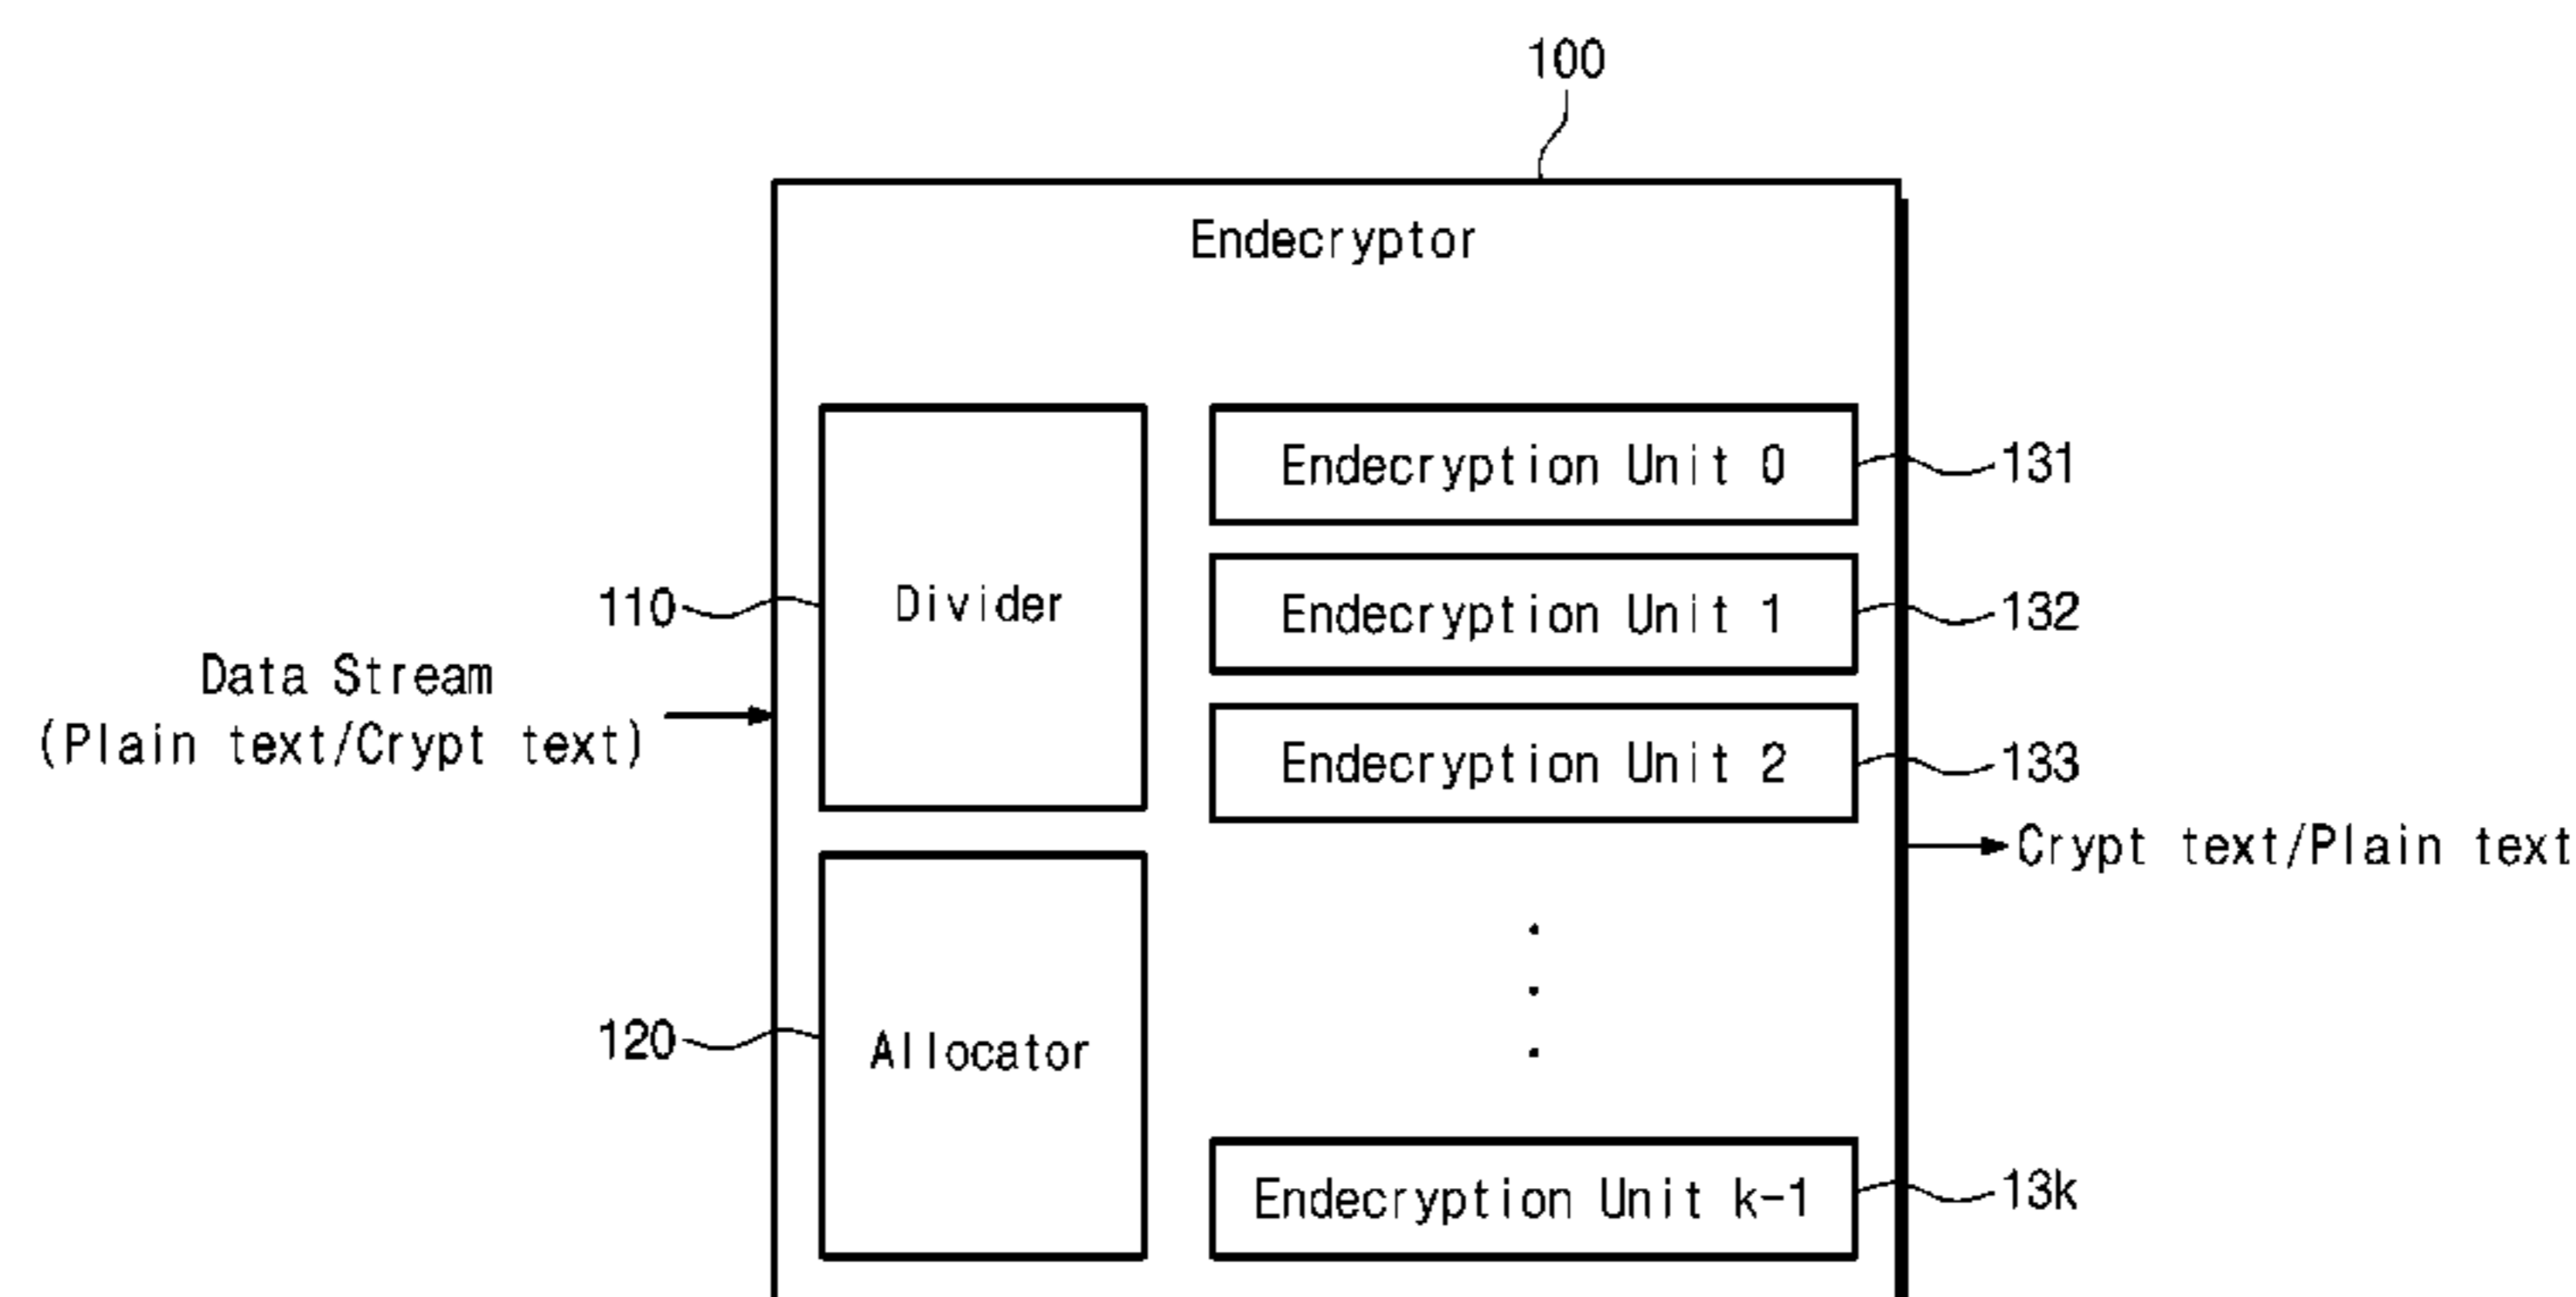 100
Endecryptor
Endecryption Unit 0
131
Divider
110
Endecryption Unit 1
132
Data Stream
(Plain text/Crypt text)
Endecryption Unit 2
133
Crypt text/Plain text
120
Allocator
Endecryption Unit k-1
13k